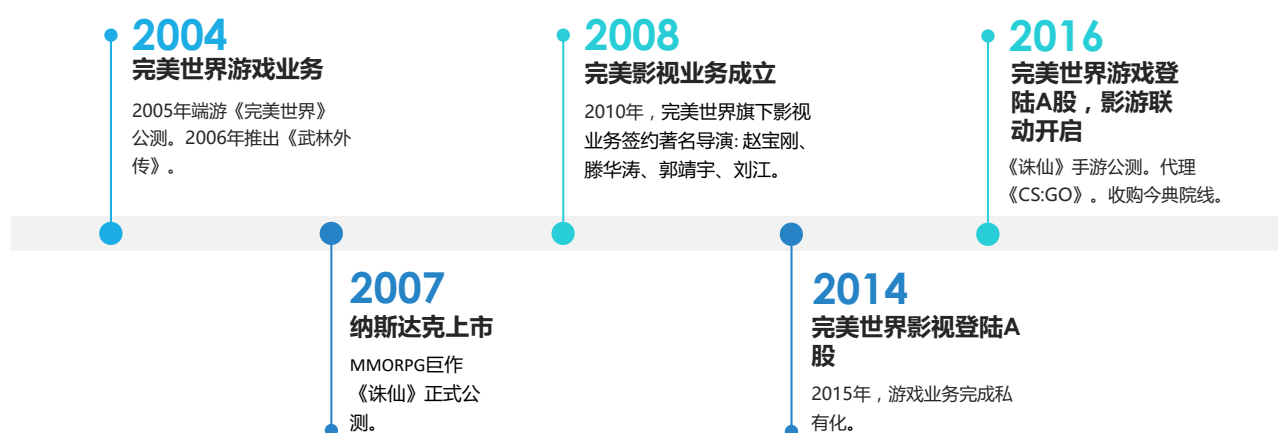 2004
完美世界游戏业务
2005年端游《完美世界》
公测。2006年推出《武林外
传》。
2008
完美影视业务成立
2010年，完美世界旗下影视
业务签约著名导演: 赵宝刚、
滕华涛、郭靖宇、刘江。
2016
完美世界游戏登
陆A股，影游联
动开启
《诛仙》手游公测。代理
《CS:GO》。收购今典院线。
2007
纳斯达克上市
MMORPG巨作
《诛仙》正式公
测。
2014
完美世界影视登陆A
股
2015年，游戏业务完成私
有化。